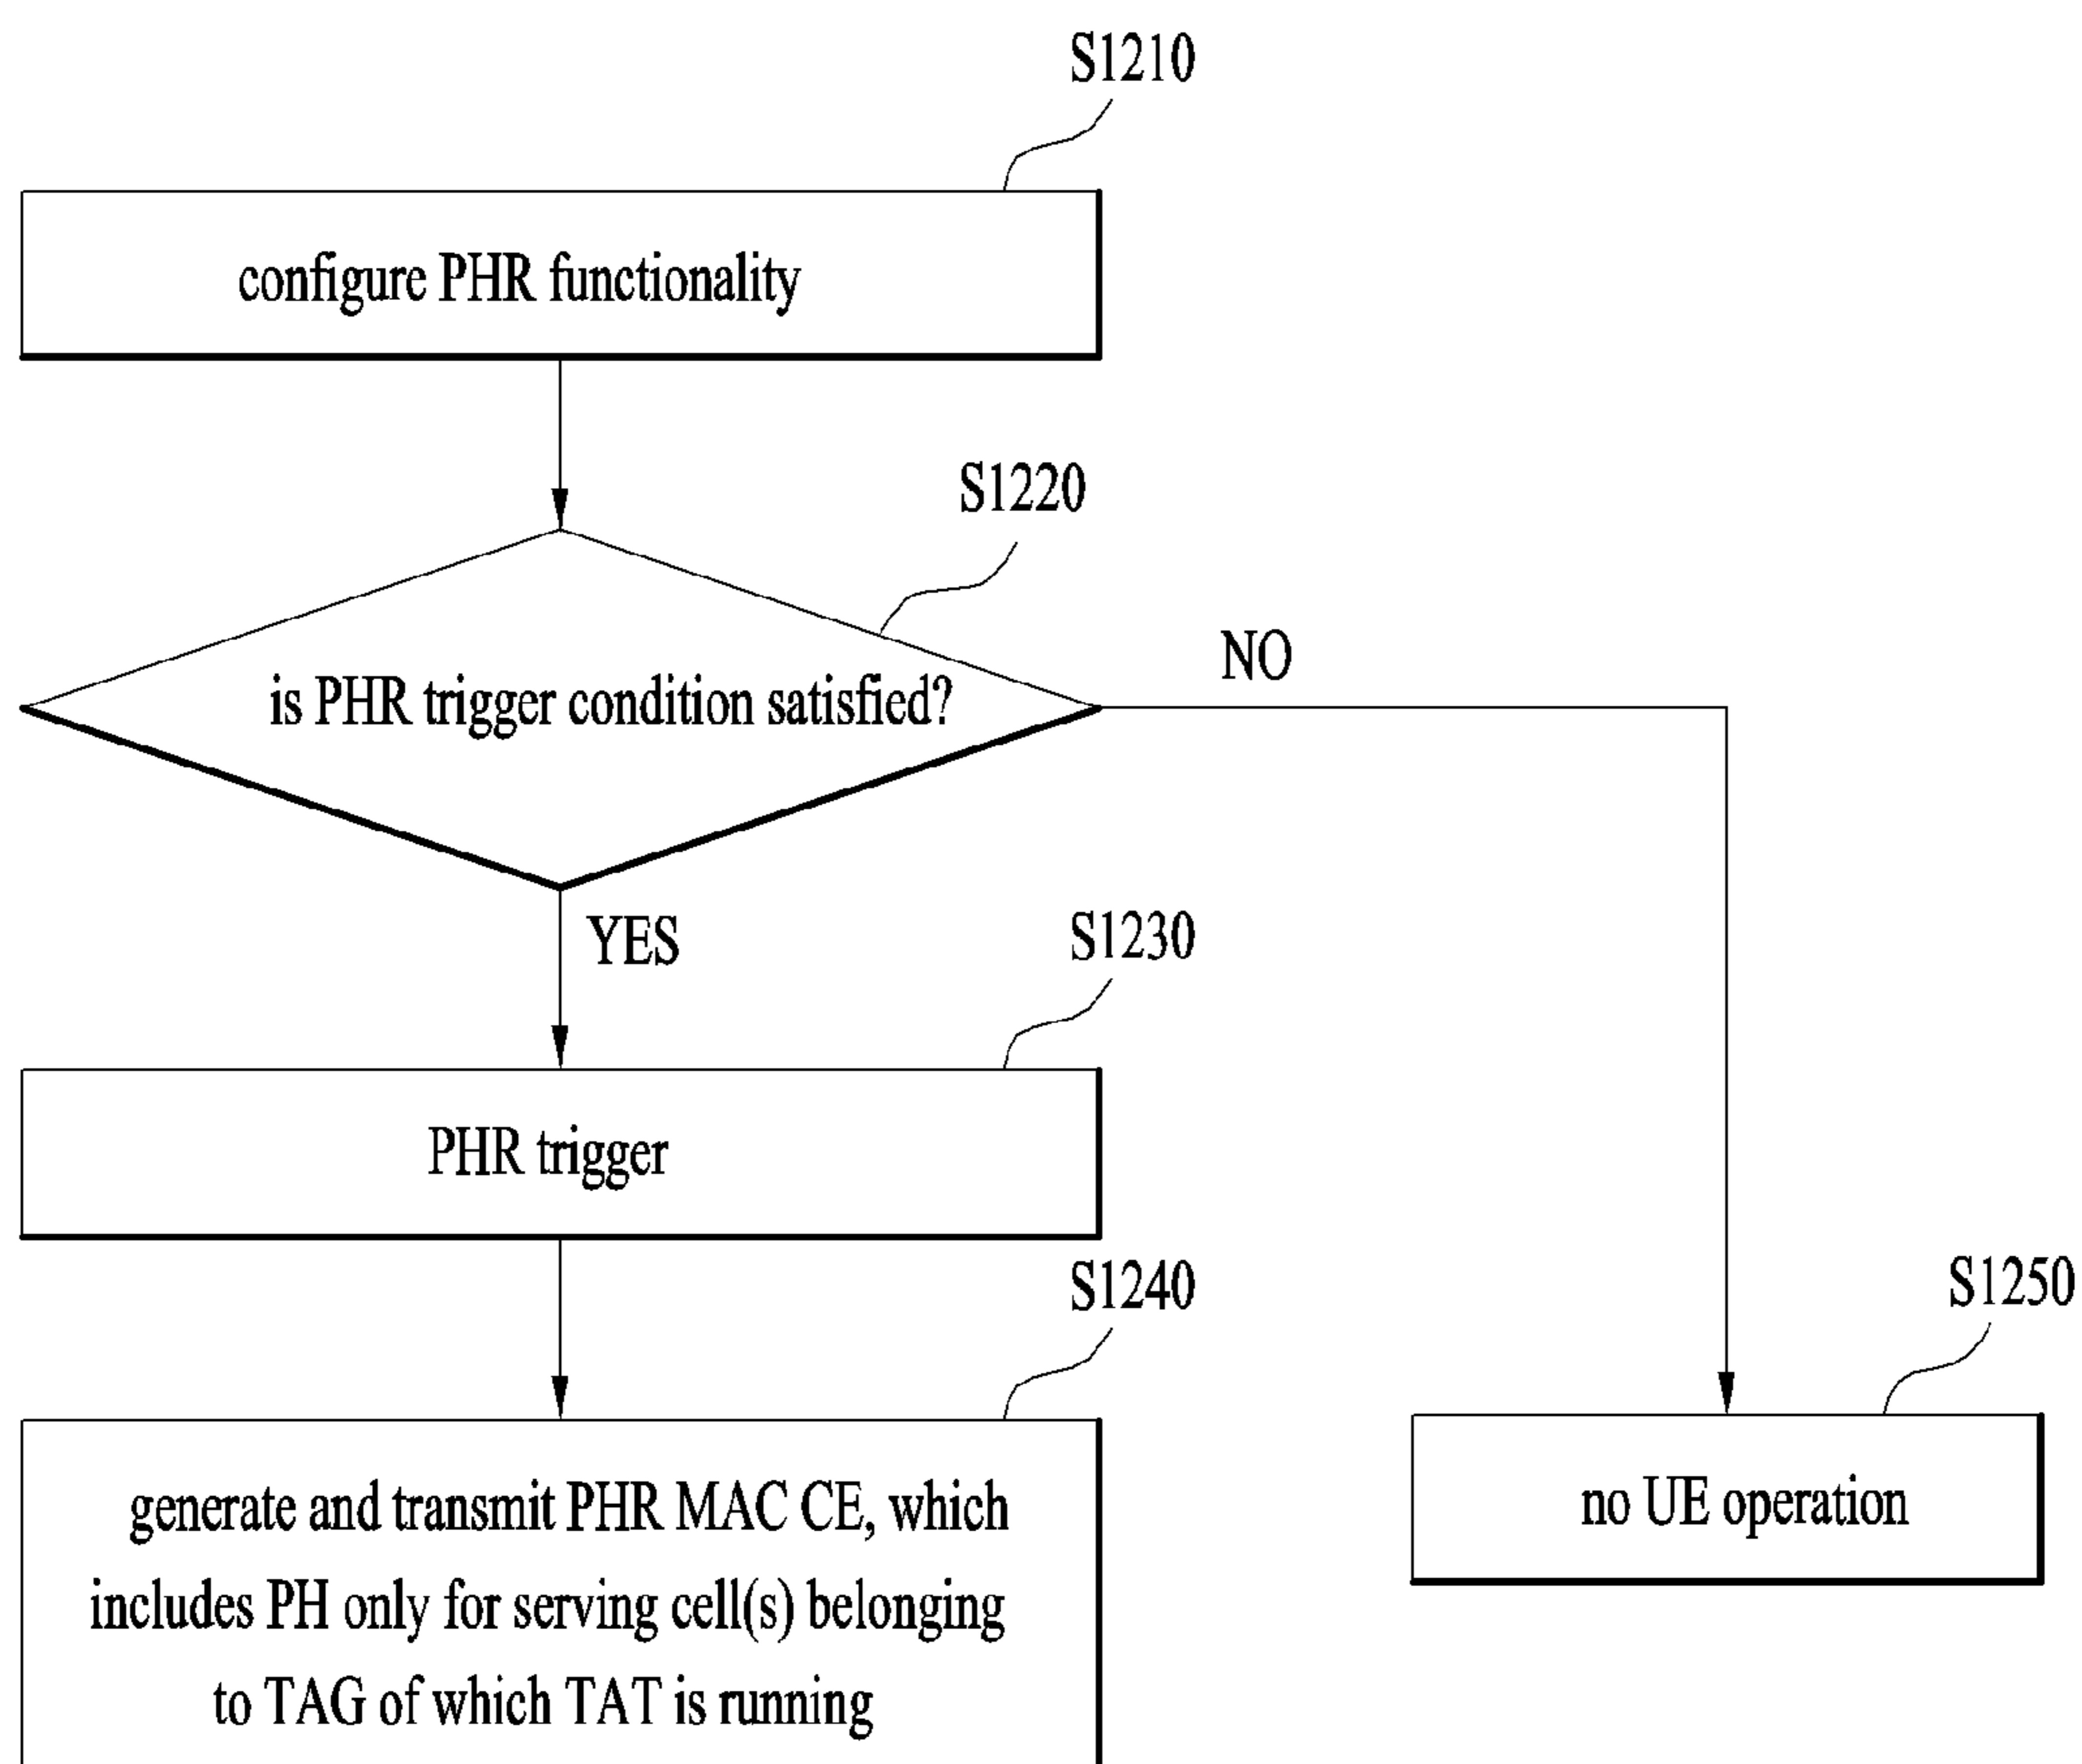 S1210
configure PHR functionality
S1220
is PHR trigger condition satisfied?
NO
YES
S1230
PHR trigger
S1240
generate and transmit PHR MAC CE, which
includes PH only for serving cell(s) belonging
to TAG of which TAT is running
S1250
no UE operation